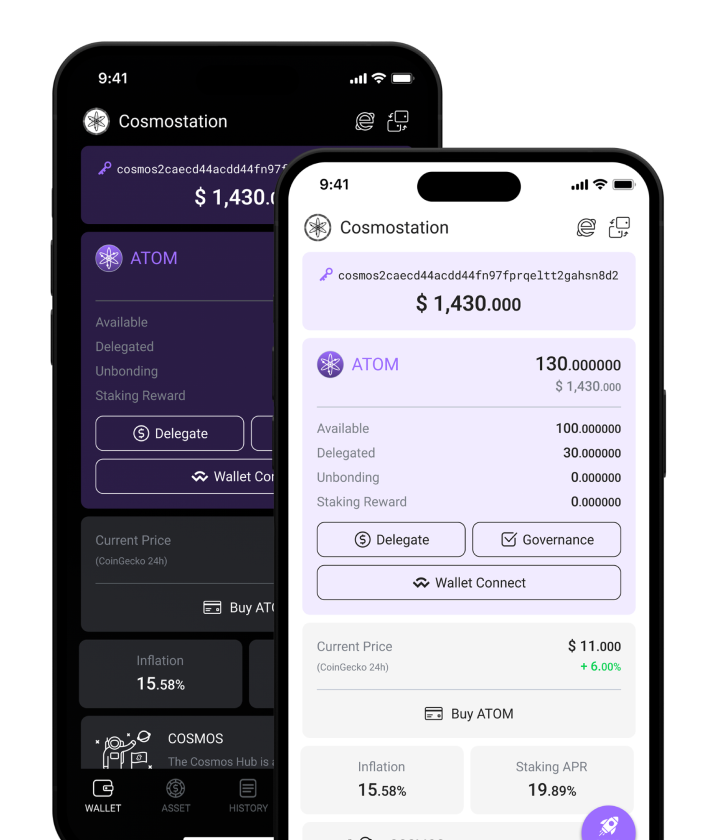 9:41
Cosmostation
cosmos2caecd44acdd44fn97f
$ 1,430.
ATOM
Available
Delegated
Unbonding
Staking Reward
Delegate
Wallet Con
Current Price
(CoinGecko 24h)
Buy ATO
Inflation
15.58%
COSMOS
The Cosmos Hub is a
WALLET
ASSET
HISTORY
9:41
Cosmostation
cosmos2caecd44acdd44fn97fprqeltt2gahsn8d2
$ 1,430.000
ATOM 130.000000
$ 1,430.000
Available 100.000000
Delegated 30.000000
Unbonding 0.000000
Staking Reward 0.000000
Delegate Governance
Wallet Connect
Current Price $ 11.000
(CoinGecko 24h) + 6.00%
Buy ATOM
Inflation Staking APR
15.58% 19.89%